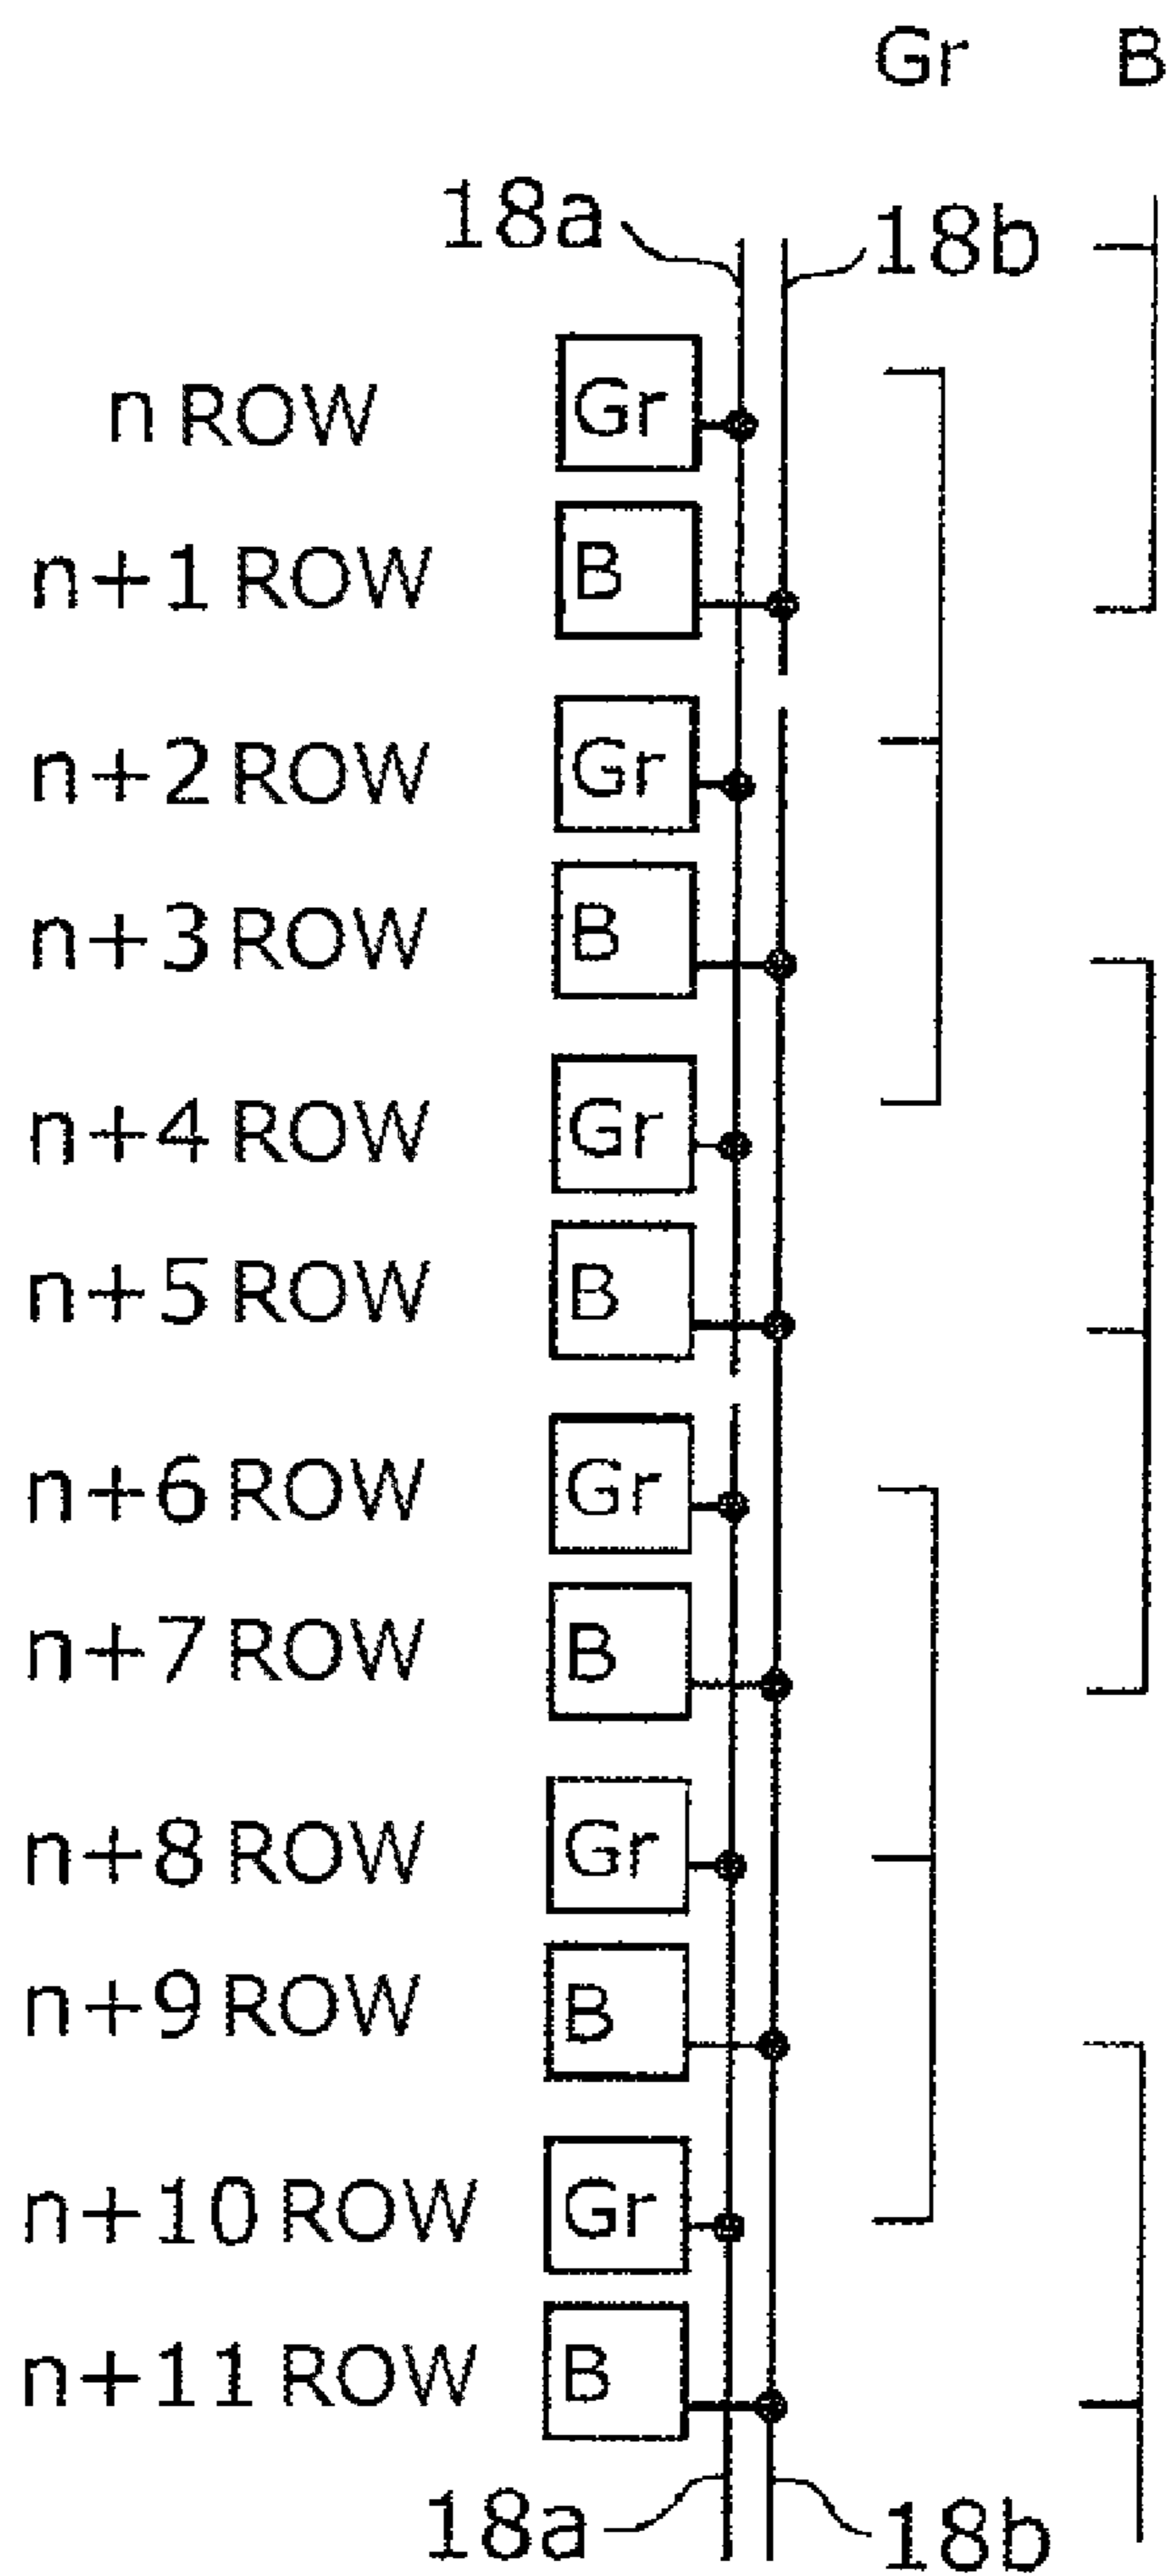 Gr B
18a 18b
n ROW Gr
n+1 ROW B
n+2 ROW Gr
n+3 ROW B
n+4 ROW Gr
n+5 ROW B
n+6 ROW Gr
n+7 ROW B
n+8 ROW Gr
n+9 ROW B
n+10 ROW Gr
n+11 ROW B
18a 18b